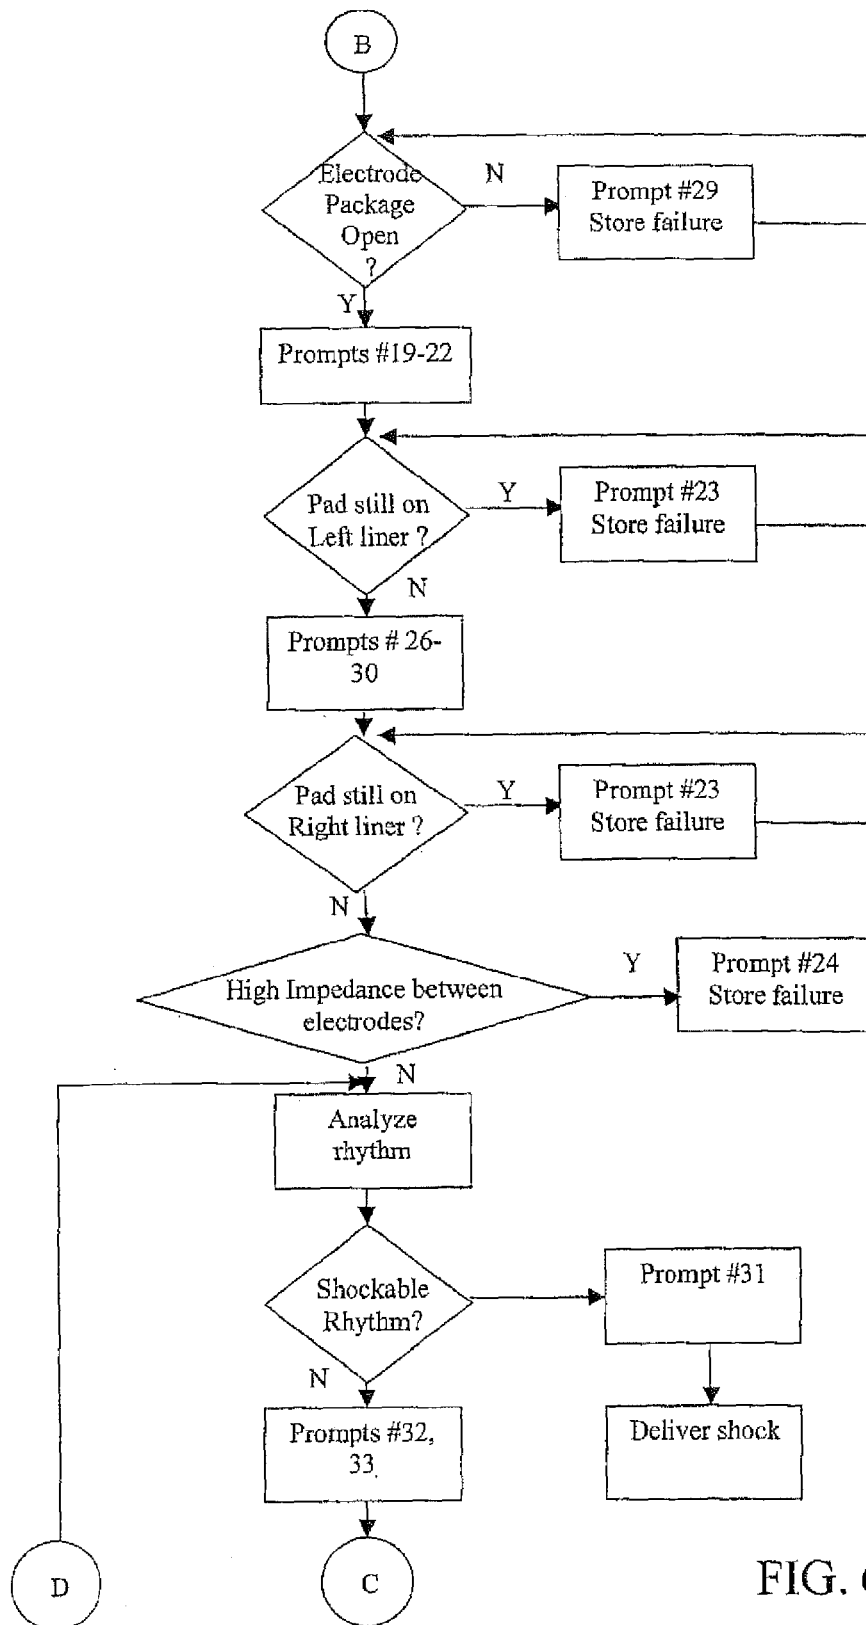 B
Electrode
Package
Open
?
N
Prompt #29
Store failure
Y
Prompts #19-22
Pad still on
Left liner ?
Y
Prompt #23
Store failure
N
Prompts # 26-
30
Pad still on
Right liner ?
Y
Prompt #23
Store failure
N
High Impedance between
electrodes?
Y
Prompt #24
Store failure
N
Analyze
rhythm
Shockable
Rhythm?
Prompt #31
N
Deliver shock
Prompts #32,
33
D
C
FIG.